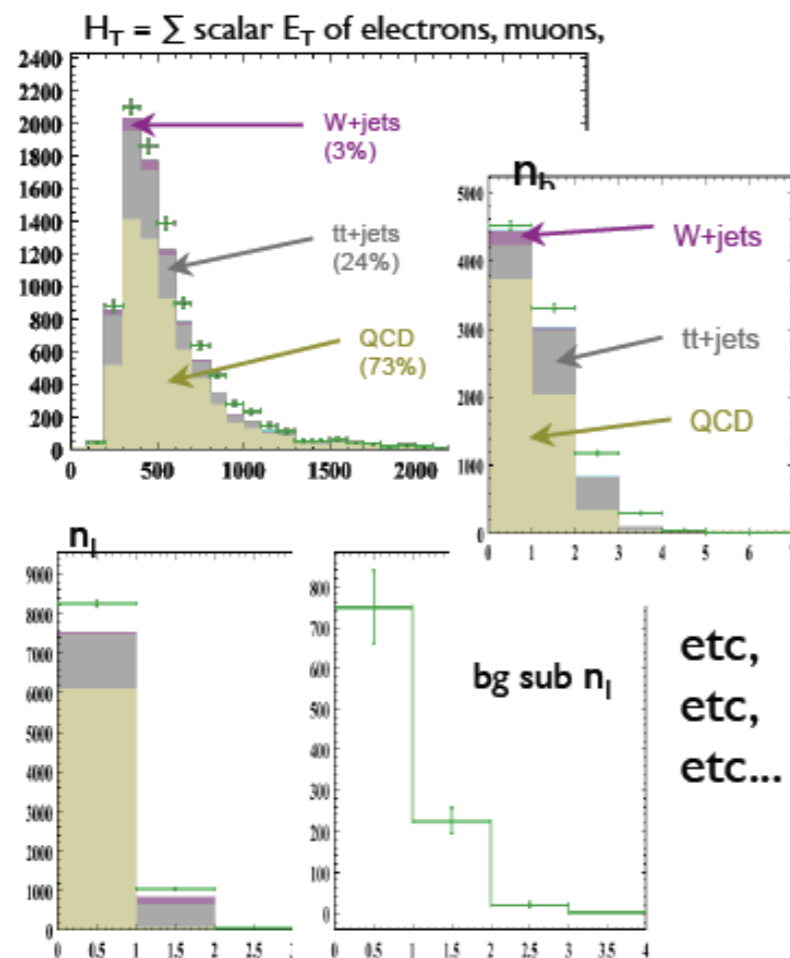 H_T = Σ scalar E_T of electrons, muons,
2400
2200
2000
1800
1600
1400
1200
1000
800
600
400
200
0
0 500 1000 1500 2000
W+jets
(3%)
tt+jets
(24%)
QCD
(73%)
n_b
5000
4000
3000
2000
1000
0
0 1 2 3 4 5 6 7
W+jets
tt+jets
QCD
n_l
9000
8000
7000
6000
5000
4000
3000
2000
1000
0
0 0.5 1 1.5 2 2.5 3
800
700
600
500
400
300
200
100
0
0 0.5 1 1.5 2 2.5 3 3.5 4
bg sub n_l
etc,
etc,
etc...